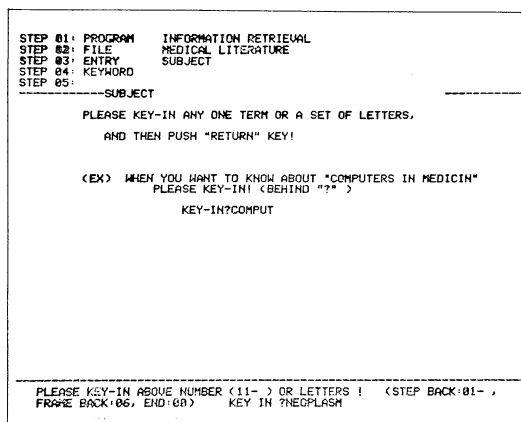 STEP 01: PROGRAM INFORMATION RETRIEVAL
STEP 02: FILE MEDICAL LITERATURE
STEP 03: ENTRY SUBJECT
STEP 04: KEYWORD
STEP 05:
------------SUBJECT ----------
PLEASE KEY-IN ANY ONE TERM OR A SET OF LETTERS,
AND THEN PUSH "RETURN" KEY!
(EX) WHEN YOU WANT TO KNOW ABOUT "COMPUTERS IN MEDICIN"
PLEASE KEY-IN! (BEHIND "?" )
KEY-IN?COMPUT
PLEASE KEY-IN ABOVE NUMBER (11- ) OR LETTERS ! (STEP BACK:01- ,
FRAME BACK:06, END:00) KEY IN ?NEOPLASM